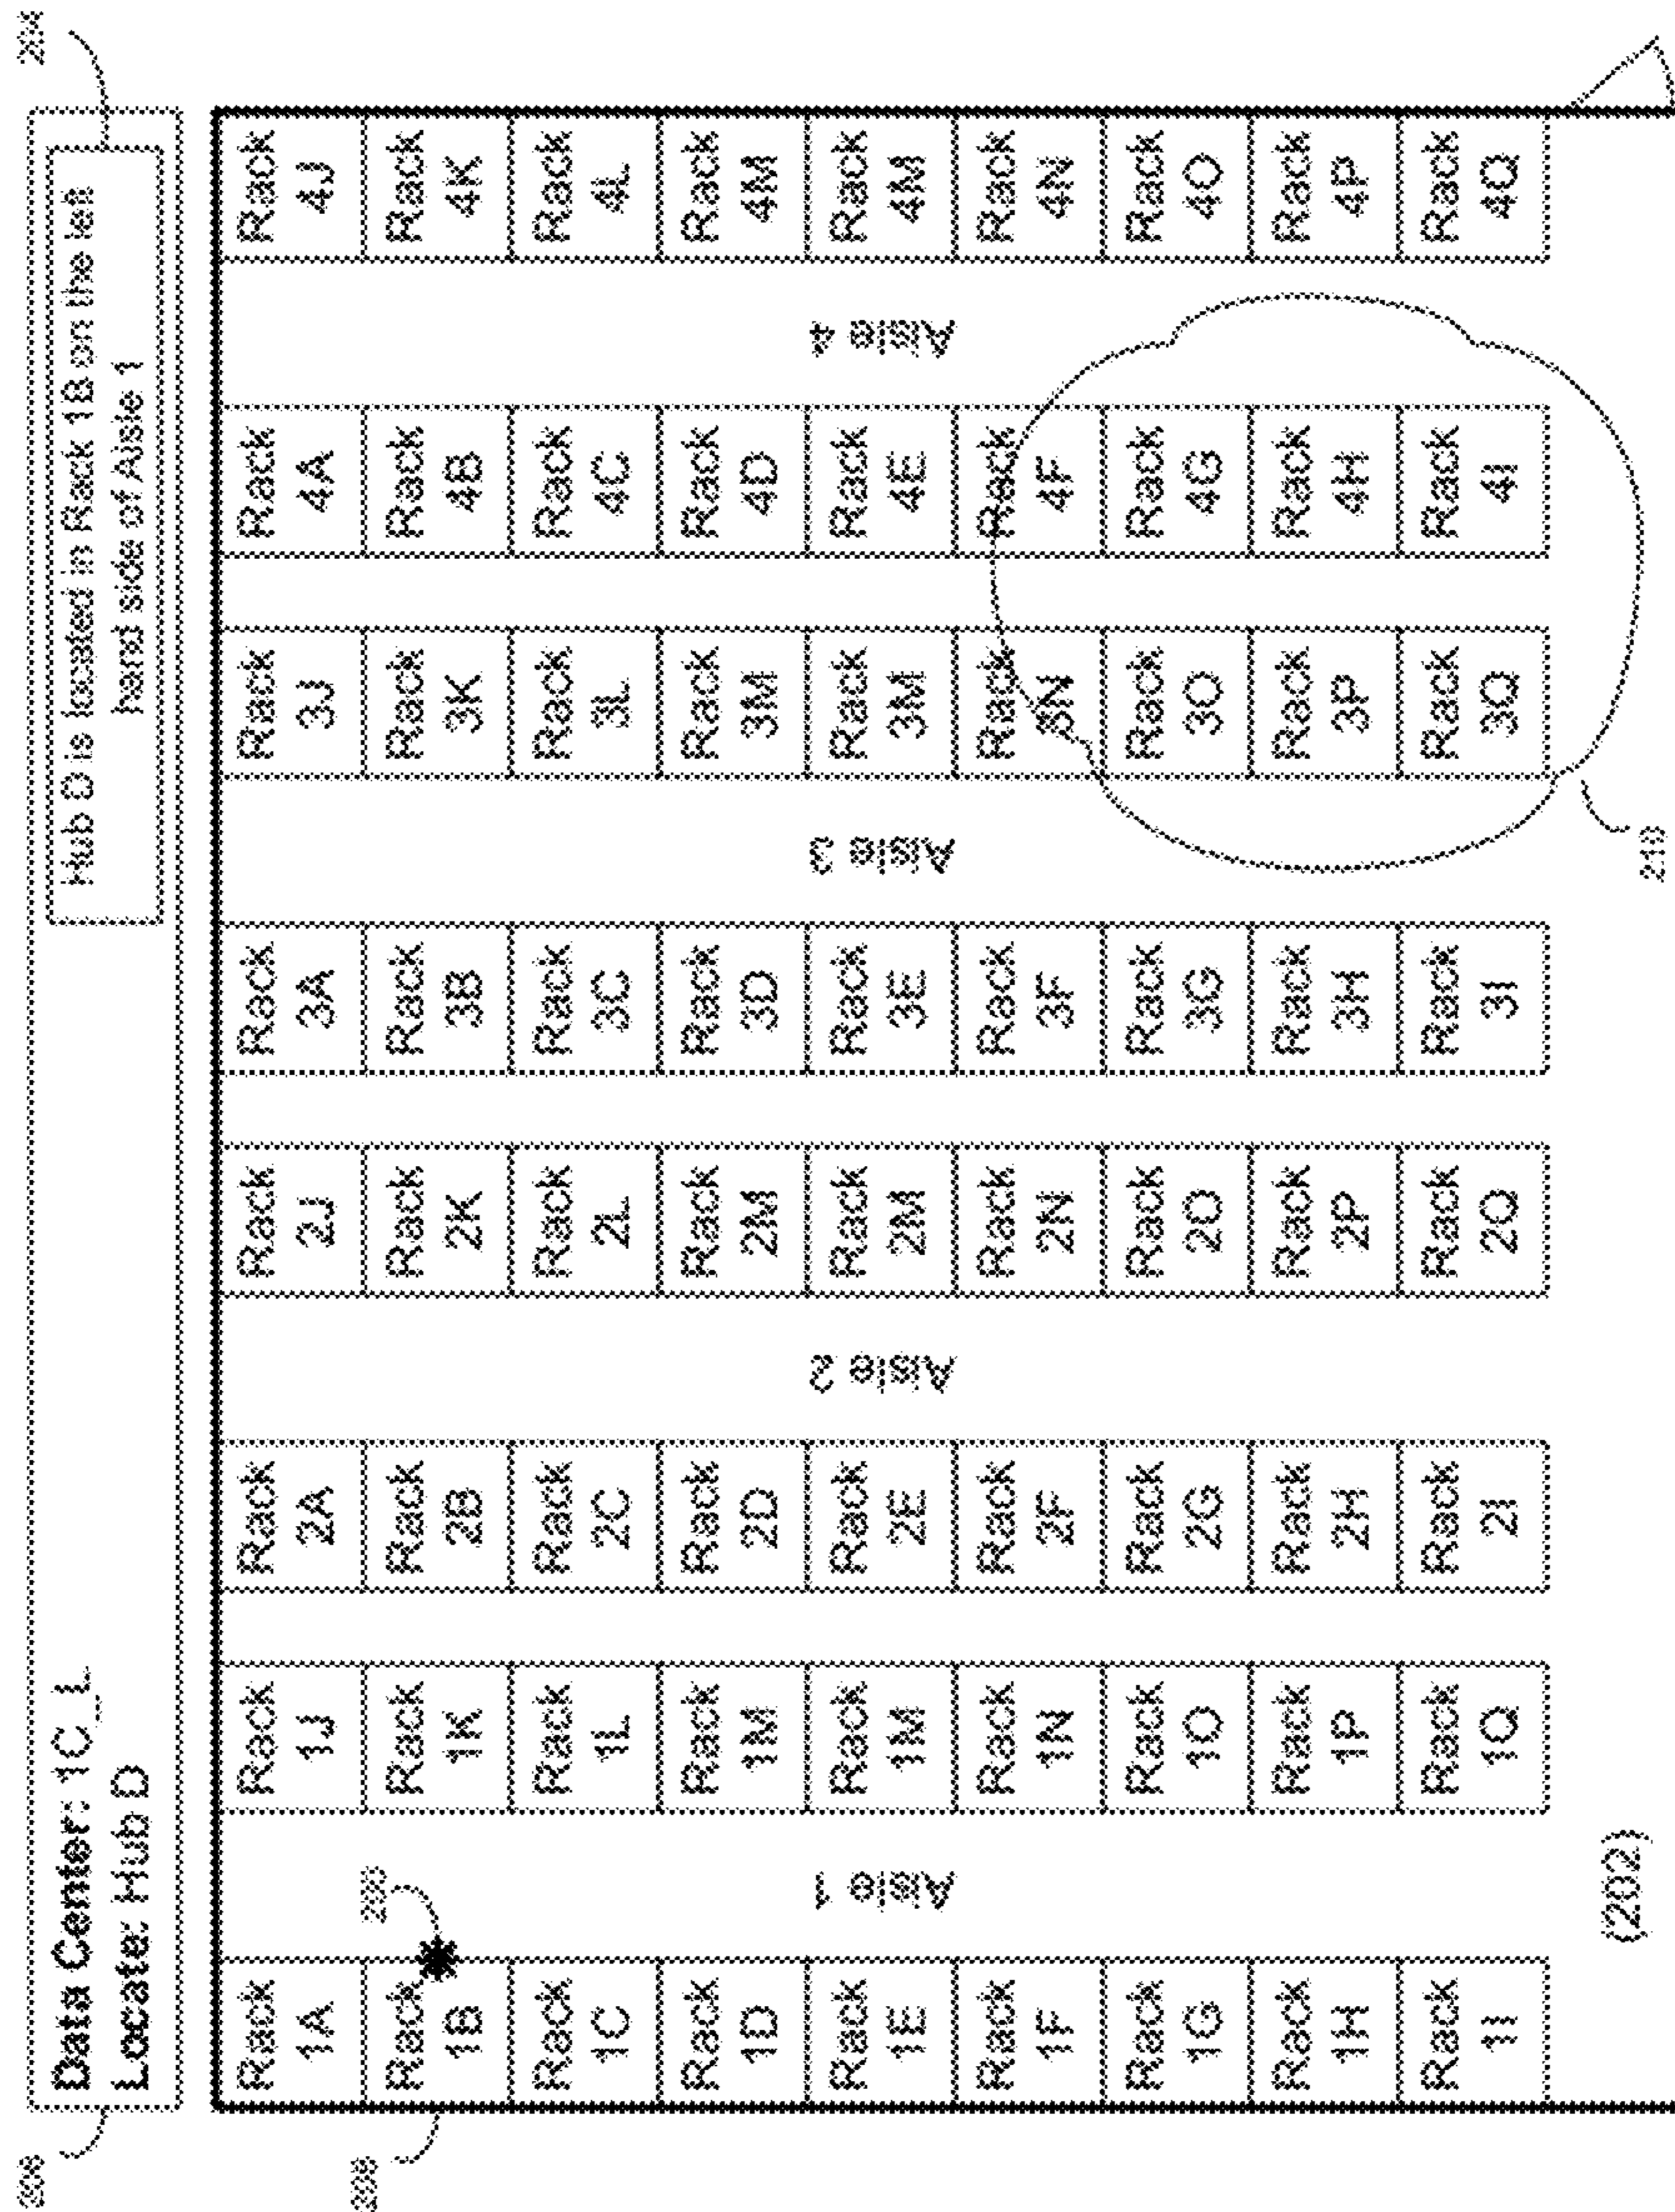 204
Data Center: 1C_L
Locate: Hub D
Hub D is located in Rack 1B on the left
hand side of Aisle 1
Rack Rack Rack Rack Rack Rack Rack Rack
1A 1J 2A 2J 3A 3J 4A 4J
Rack Rack Rack Rack Rack Rack Rack Rack
1B 1K 2B 2K 3B 3K 4B 4K
Rack Rack Rack Rack Rack Rack Rack Rack
1C 1L 2C 2L 3C 3L 4C 4L
Rack Rack Rack Rack Rack Rack Rack Rack
1D 1M 2D 2M 3D 3M 4D 4M
Aisle 1
Aisle 2
Aisle 3
Aisle 4
Rack Rack Rack Rack Rack Rack Rack Rack
1E 1M 2E 2M 3E 3M 4E 4M
Rack Rack Rack Rack Rack Rack Rack Rack
1F 1N 2F 2N 3F 3N 4F 4N
Rack Rack Rack Rack Rack Rack Rack Rack
1G 1O 2G 2O 3G 3O 4G 4O
Rack Rack Rack Rack Rack Rack Rack Rack
1H 1P 2H 2P 3H 3P 4H 4P
Rack Rack Rack Rack Rack Rack Rack Rack
1I 1Q 2I 2Q 3I 3Q 4I 4Q
(202)
210